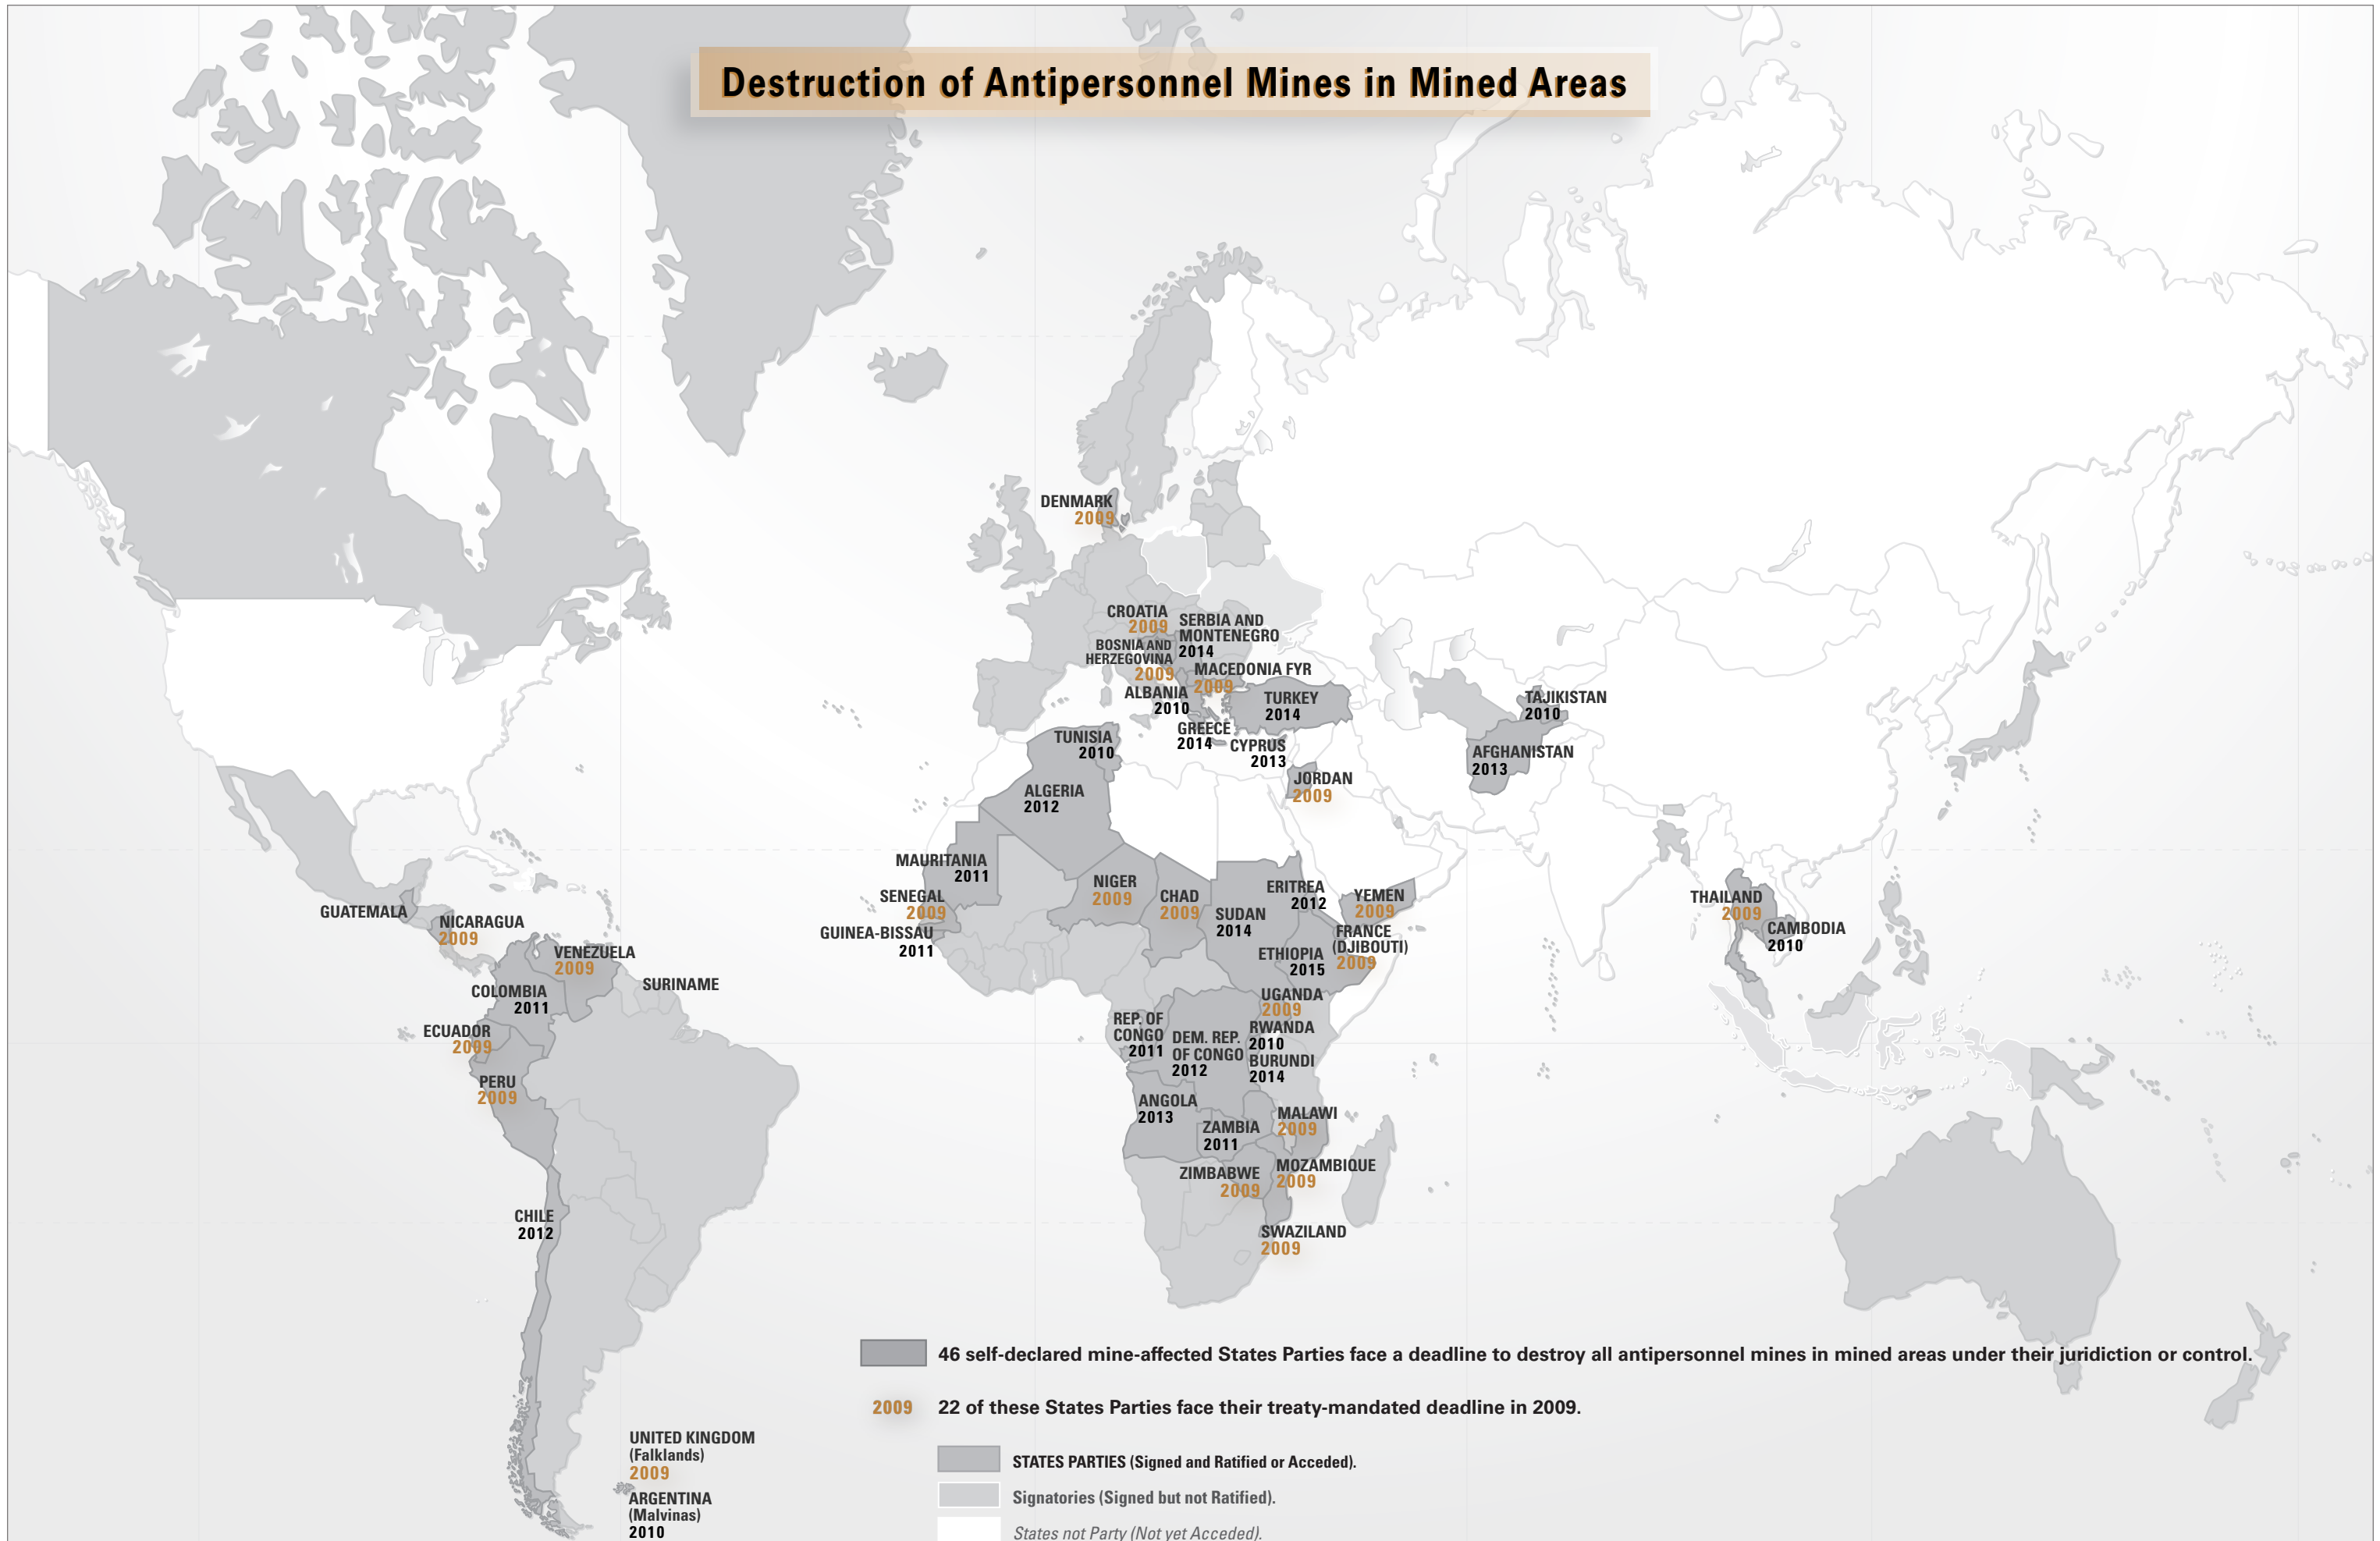 Destruction of Antipersonnel Mines in Mined Areas
DENMARK
2009
CROATIA
2009
SERBIA AND
MONTENEGRO
2014
BOSNIA AND
HERZEGOVINA
2009
MACEDONIA FYR
2009
ALBANIA
2010
TURKEY
2014
GREECE
2014
CYPRUS
2013
TAJIKISTAN
2010
AFGHANISTAN
2013
JORDAN
2009
TUNISIA
2010
ALGERIA
2012
MAURITANIA
2011
SENEGAL
2009
GUINEA-BISSAU
2011
NIGER
2009
CHAD
2009
SUDAN
2014
ERITREA
2012
YEMEN
2009
FRANCE
(DJIBOUTI)
2009
ETHIOPIA
2015
UGANDA
2009
RWANDA
2010
BURUNDI
2014
REP. OF
CONGO
2011
DEM. REP.
OF CONGO
2012
ANGOLA
2013
ZAMBIA
2011
MALAWI
2009
MOZAMBIQUE
2009
ZIMBABWE
2009
SWAZILAND
2009
THAILAND
2009
CAMBODIA
2010
GUATEMALA
NICARAGUA
2009
VENEZUELA
2009
SURINAME
COLOMBIA
2011
ECUADOR
2009
PERU
2009
CHILE
2012
UNITED KINGDOM
(Falklands)
2009
ARGENTINA
(Malvinas)
2010
46 self-declared mine-affected States Parties face a deadline to destroy all antipersonnel mines in mined areas under their juridiction or control.
2009 22 of these States Parties face their treaty-mandated deadline in 2009.
STATES PARTIES (Signed and Ratified or Acceded).
Signatories (Signed but not Ratified).
States not Party (Not yet Acceded).